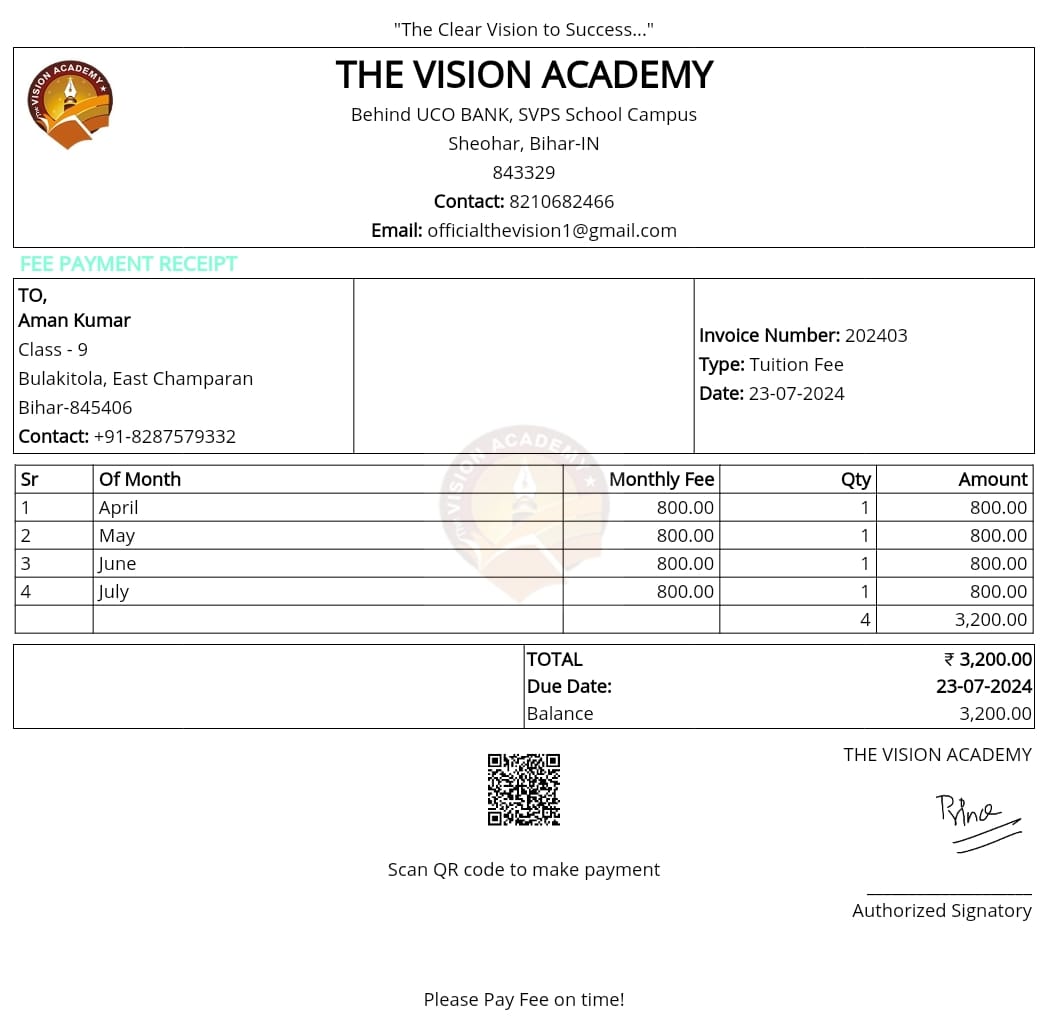 "The Clear Vision to Success..."
THE VISION ACADEMY
THE VISION ACADEMY
Behind UCO BANK, SVPS School Campus
Sheohar, Bihar-IN
843329
Contact: 8210682466
Email: officialthevision1@gmail.com
FEE PAYMENT RECEIPT
TO,
Aman Kumar
Class - 9
Bulakitola, East Champaran
Bihar-845406
Contact: +91-8287579332
Invoice Number: 202403
Type: Tuition Fee
Date: 23-07-2024
THE VISION ACADEMY
Sr Of Month Monthly Fee Qty Amount
1 April 800.00 1 800.00
2 May 800.00 1 800.00
3 June 800.00 1 800.00
4 July 800.00 1 800.00
4 3,200.00
TOTAL ₹ 3,200.00
Due Date: 23-07-2024
Balance 3,200.00
THE VISION ACADEMY
Prince
Scan QR code to make payment
Authorized Signatory
Please Pay Fee on time!